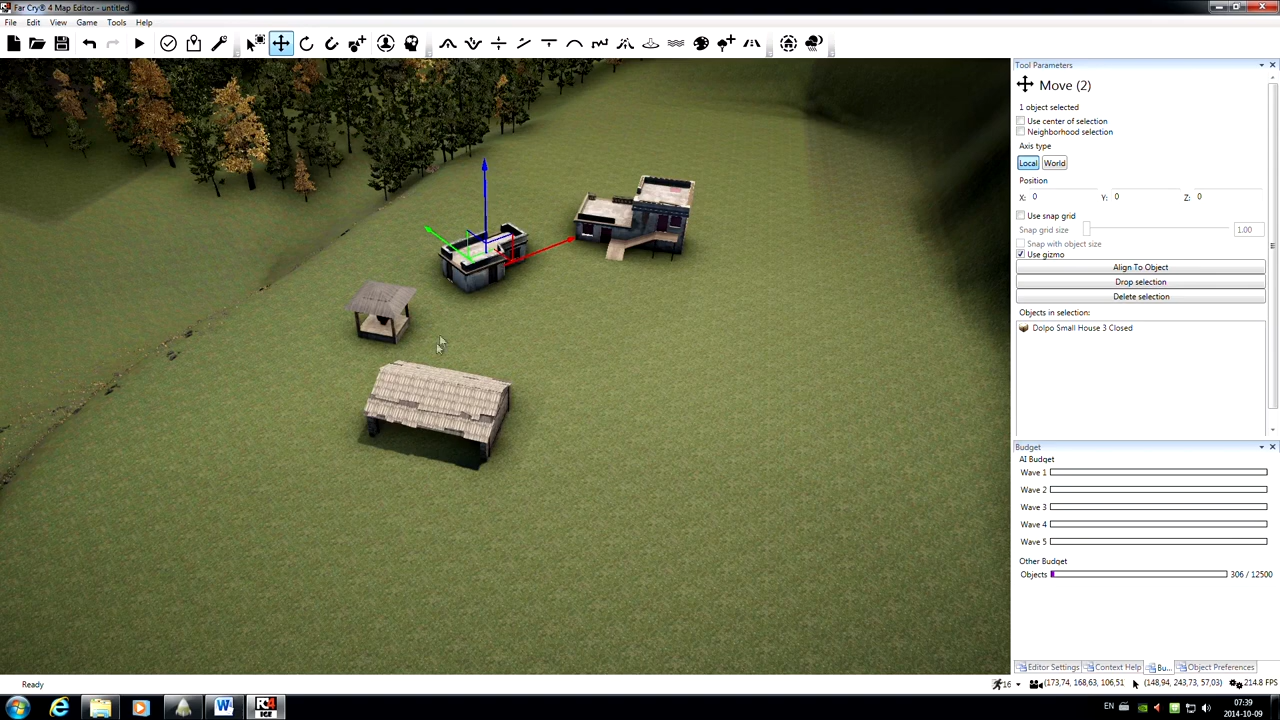 Far Cry® 4 Map Editor - untitled
File Edit View Game Tools Help
Tool Parameters
Move (2)
1 object selected
Use center of selection
Neighborhood selection
Axis type
Local World
Position
X: 0 Y: 0 Z: 0
Use snap grid
Snap grid size 1.00
Snap with object size
Use gizmo
Align To Object
Drop selection
Delete selection
Objects in selection:
Dolpo Small House 3 Closed
Budget
AI Budget
Wave 1
Wave 2
Wave 3
Wave 4
Wave 5
Other Budget
Objects 306 / 12500
Editor Settings Context Help Bu... Object Preferences
Ready 16 (173,74, 168,63, 106,51) (148,94, 243,73, 57,03) 214.8 FPS
EN 07:39
2014-10-09